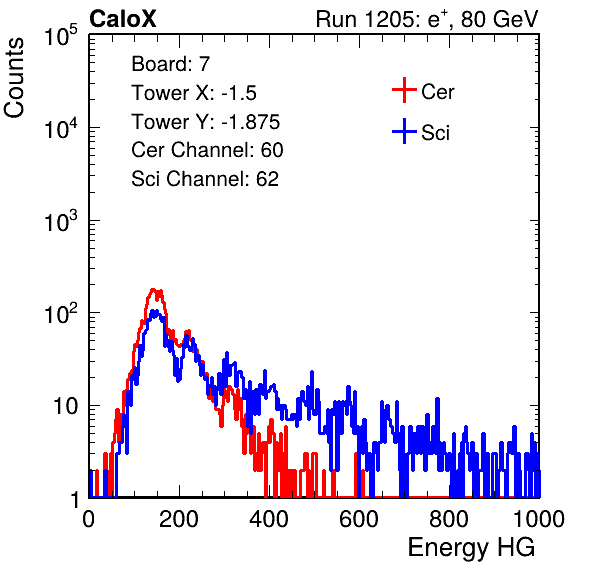 CaloX Run 1205: e⁺, 80 GeV
Counts
Board: 7
Tower X: -1.5
Tower Y: -1.875
Cer Channel: 60
Sci Channel: 62
Cer
Sci
10⁵
10⁴
10³
10²
10
1
0 200 400 600 800 1000
Energy HG